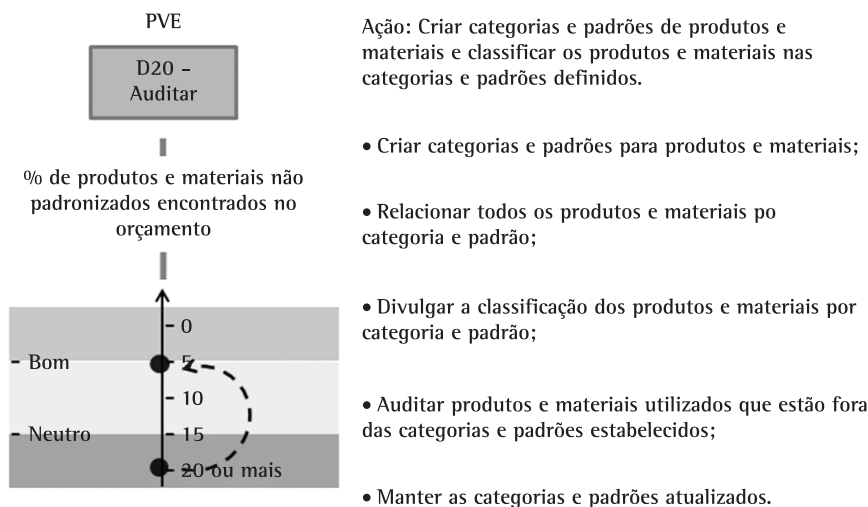 PVE
D20 -
Auditar
% de produtos e materiais não
padronizados encontrados no
orçamento
0
Bom
5
10
Neutro
15
20 ou mais
Ação: Criar categorias e padrões de produtos e
materiais e classificar os produtos e materiais nas
categorias e padrões definidos.
• Criar categorias e padrões para produtos e materiais;
• Relacionar todos os produtos e materiais po
categoria e padrão;
• Divulgar a classificação dos produtos e materiais por
categoria e padrão;
• Auditar produtos e materiais utilizados que estão fora
das categorias e padrões estabelecidos;
• Manter as categorias e padrões atualizados.